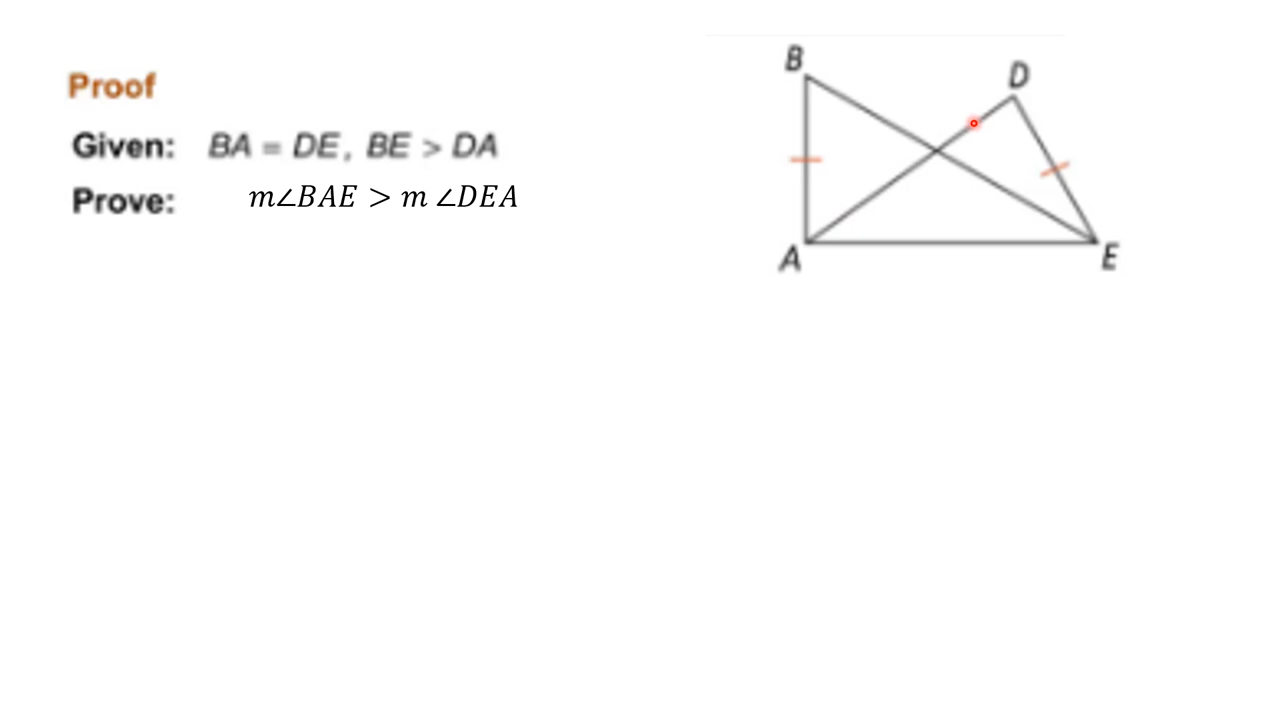 Proof
Given: BA = DE, BE > DA
Prove: m∠BAE > m ∠DEA
B
D
A
E